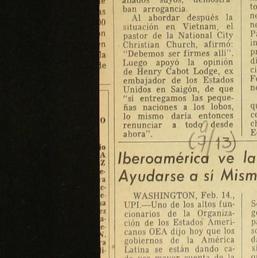 aliados suyos, demostra-
ban arrogancia.
Al abordar después la
situación en Vietnam, el
pastor de la National City
Christian Church, afirmó:
"Debemos ser firmes allí".
Luego apoyó la opinión
de Henry Cabot Lodge, ex
embajador de los Estados
Unidos en Saigón, de que
"si entregamos las peque-
ñas naciones a los lobos,
lo mismo daría entonces
renunciar a todo desde
ahora".
(9/13)
Iberoamérica ve la
Ayudarse a sí Mism
WASHINGTON, Feb. 14.,
UPI.—Uno de los altos fun-
cionarios de la Organiza-
ción de los Estados Ameri-
canos OEA dijo hoy que los
gobiernos de la América
Latina se están dando ca-